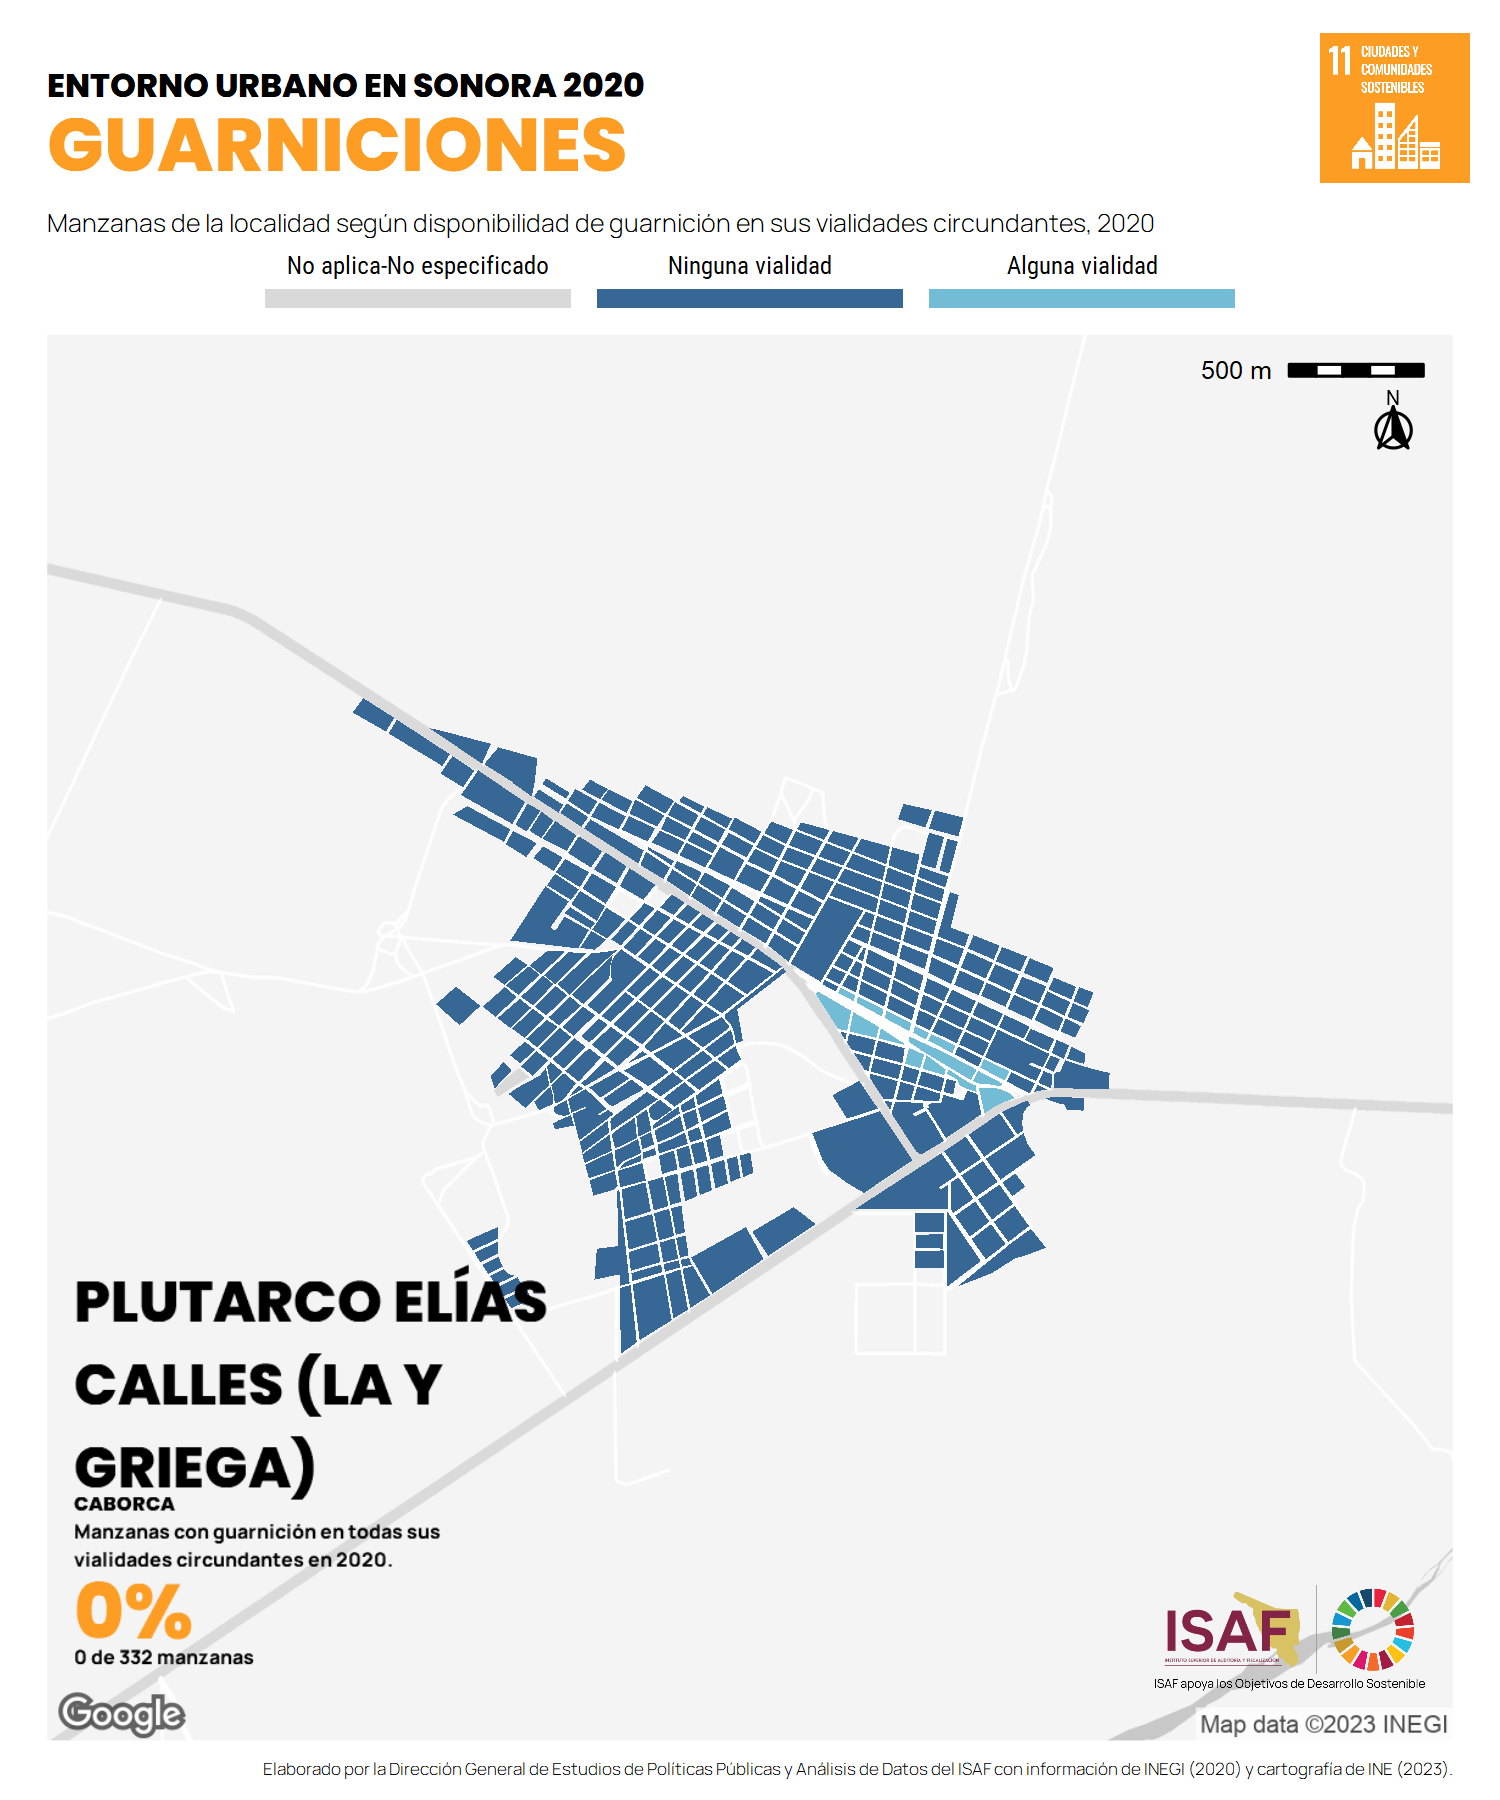 ENTORNO URBANO EN SONORA 2020
GUARNICIONES
11 CIUDADES Y
COMUNIDADES
SOSTENIBLES
Manzanas de la localidad según disponibilidad de guarnición en sus vialidades circundantes, 2020
No aplica-No especificado Ninguna vialidad Alguna vialidad
500 m
N
PLUTARCO ELÍAS
CALLES (LA Y
GRIEGA)
CABORCA
Manzanas con guarnición en todas sus
vialidades circundantes en 2020.
0%
0 de 332 manzanas
ISAF
INSTITUTO SUPERIOR DE AUDITORÍA Y FISCALIZACIÓN
ISAF apoya los Objetivos de Desarrollo Sostenible
Google
Map data ©2023 INEGI
Elaborado por la Dirección General de Estudios de Políticas Públicas y Análisis de Datos del ISAF con información de INEGI (2020) y cartografía de INE (2023).